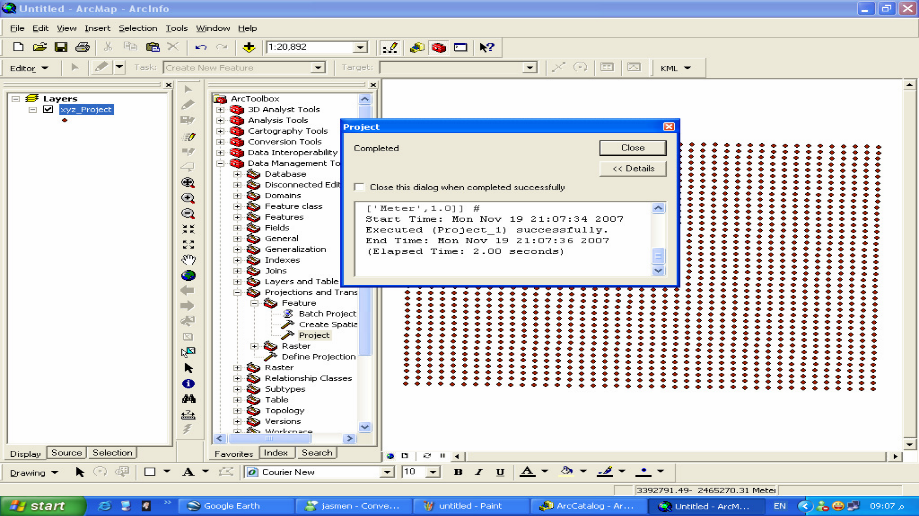 Untitled - ArcMap - ArcInfo
File Edit View Insert Selection Tools Window Help
1:20,892
Editor Task: Create New Feature Target: KML
Layers
xyz_Project
ArcToolbox
3D Analyst Tools
Analysis Tools
Cartography Tools
Conversion Tools
Data Interoperability
Data Management To
Database
Disconnected Edit
Domains
Feature class
Features
Fields
General
Generalization
Indexes
Joins
Layers and Table
Projections and Tran
Feature
Batch Project
Create Spatia
Project
Raster
Define Projection
Raster
Relationship Classes
Subtypes
Table
Topology
Versions
Workspace
Project
Completed
Close
<< Details
Close this dialog when completed successfully
['Meter',1.0]] #
Start Time: Mon Nov 19 21:07:34 2007
Executed (Project_1) successfully.
End Time: Mon Nov 19 21:07:36 2007
(Elapsed Time: 2.00 seconds)
Display Source Selection
Favorites Index Search
Drawing A Courier New 10 B I U A
3392791.49- 2465270.31 Meter
start Google Earth jasmen - Conve... untitled - Paint ArcCatalog - Ar... Untitled - ArcM... EN 09:07 م